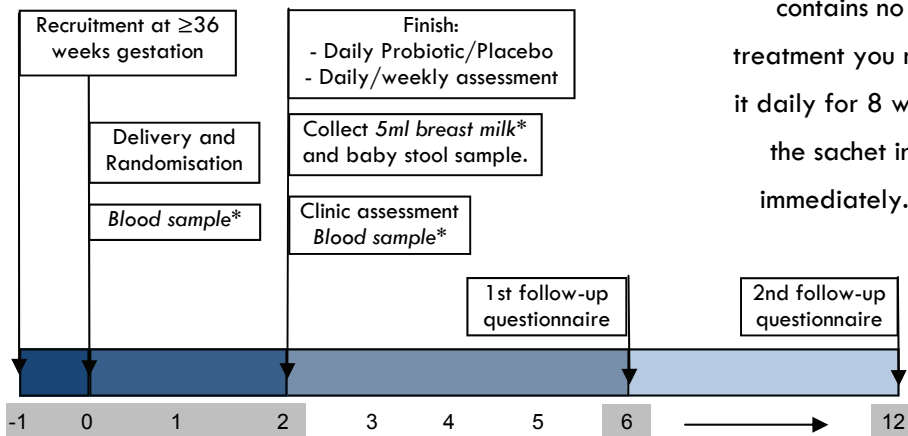 Recruitment at ≥36
weeks gestation
Finish:
- Daily Probiotic/Placebo
- Daily/weekly assessment
Delivery and
Randomisation
Collect 5ml breast milk*
and baby stool sample.
Blood sample*
Clinic assessment
Blood sample*
1st follow-up
questionnaire
2nd follow-up
questionnaire
-1 0 1 2 3 4 5 6 12
contains no
treatment you
it daily for 8
the sachet
immediately.